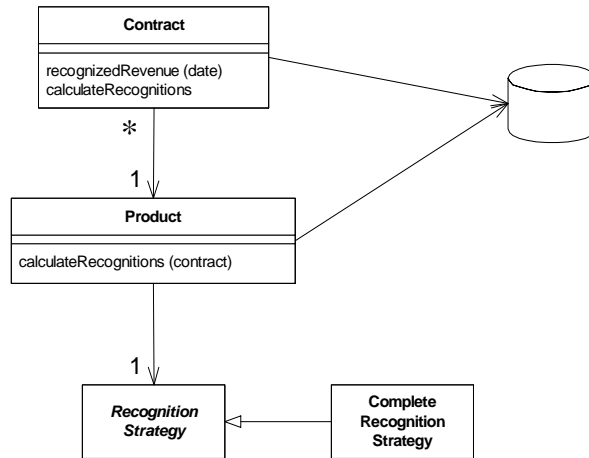 Contract
recognizedRevenue (date)
calculateRecognitions
*
1
Product
calculateRecognitions (contract)
1
Recognition
Strategy
Complete
Recognition
Strategy